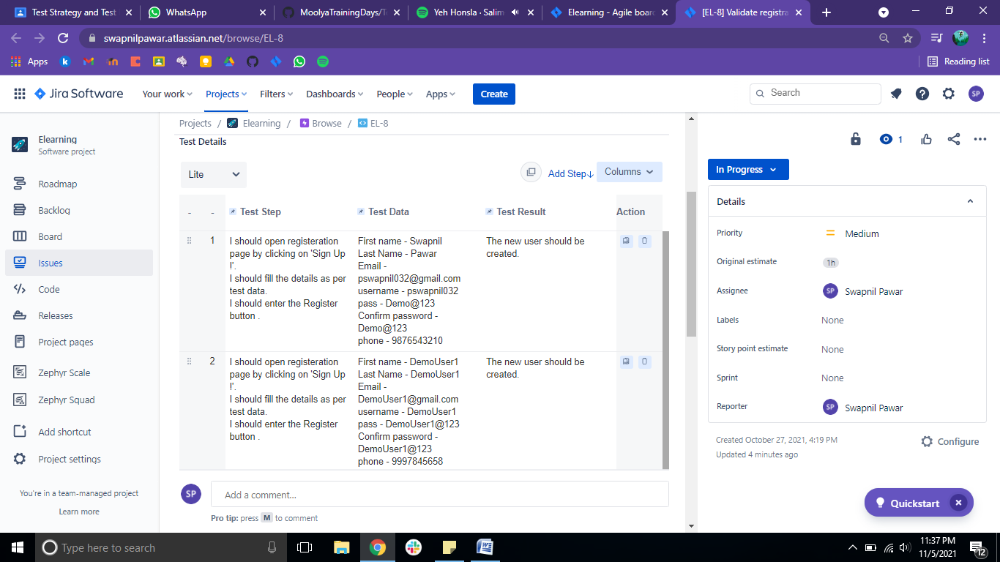 Test Strategy and Test
WhatsApp
MoolyaTrainingDays/T
Yeh Honsla · Salim
Elearning - Agile boar
[EL-8] Validate registra
swapnilpawar.atlassian.net/browse/EL-8
Apps
Reading list
Jira Software
Your work
Projects
Filters
Dashboards
People
Apps
Create
Search
SP
Elearning
Software project
Roadmap
Backlog
Board
Issues
Code
Releases
Project pages
Zephyr Scale
Zephyr Squad
Add shortcut
Project settings
You're in a team-managed project
Learn more
Projects / Elearning / Browse / EL-8
Test Details
Lite
Add Step↓
Columns
- - Test Step Test Data Test Result Action
1
I should open registeration
page by clicking on 'Sign Up
!'.
I should fill the details as per
test data.
I should enter the Register
button .
First name - Swapnil
Last Name - Pawar
Email -
pswapnil032@gmail.com
username - pswapnil032
pass - Demo@123
Confirm password -
Demo@123
phone - 9876543210
The new user should be
created.
2
I should open registeration
page by clicking on 'Sign Up
!'.
I should fill the details as per
test data.
I should enter the Register
button .
First name - DemoUser1
Last Name - DemoUser1
Email -
DemoUser1@gmail.com
username - DemoUser1
pass - DemoUser1@123
Confirm password -
DemoUser1@123
phone - 9997845658
The new user should be
created.
SP
Add a comment...
Pro tip: press M to comment
1
In Progress
Details
Priority
Medium
Original estimate
1h
Assignee
SP Swapnil Pawar
Labels
None
Story point estimate
None
Sprint
None
Reporter
SP Swapnil Pawar
Created October 27, 2021, 4:19 PM
Updated 4 minutes ago
Configure
Quickstart
Type here to search
11:37 PM
11/5/2021
12